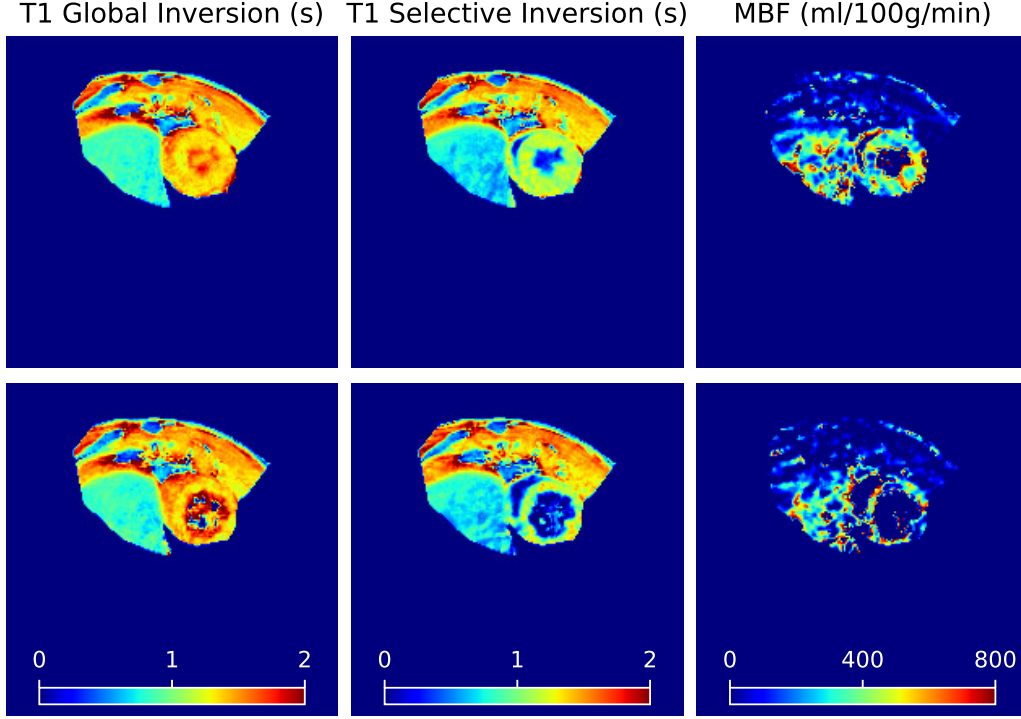 T1 Global Inversion (s) T1 Selective Inversion (s) MBF (ml/100g/min)
0 1 2 0 1 2 0 400 800